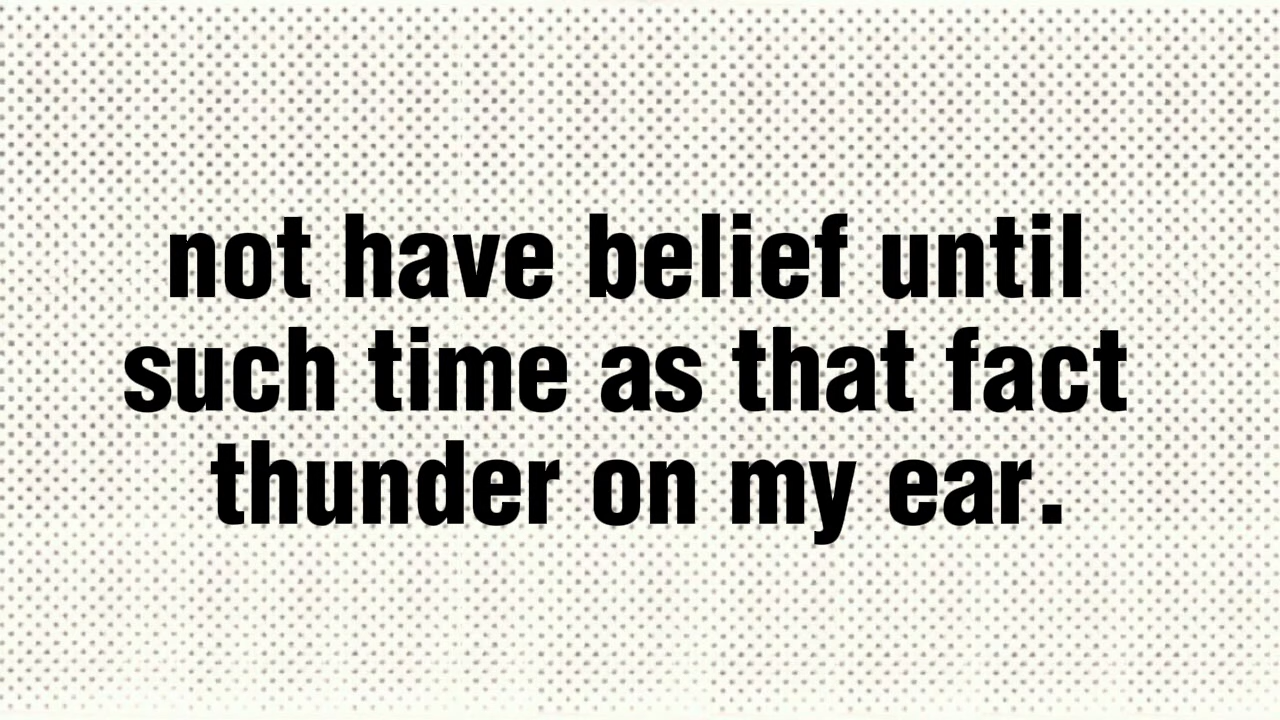 not have belief until
such time as that fact
thunder on my ear.